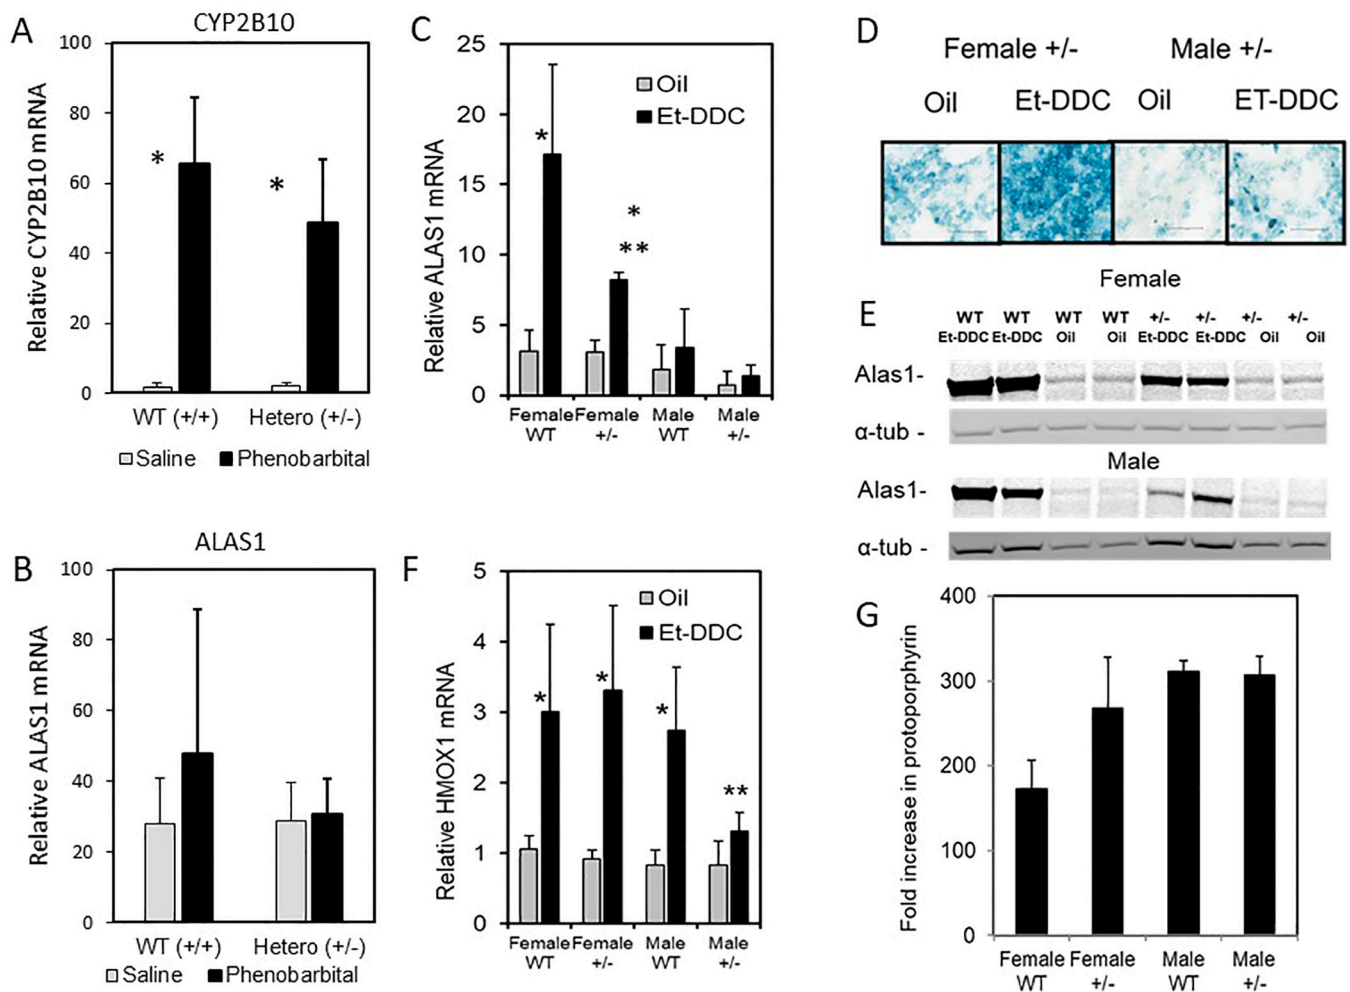 A
CYP2B10
Relative CYP2B10 mRNA
100
80
60
40
20
0
*
*
WT (+/+) Hetero (+/-)
Saline Phenobarbital
B
ALAS1
Relative ALAS1 mRNA
100
80
60
40
20
0
WT (+/+) Hetero (+/-)
Saline Phenobarbital
C
Relative ALAS1 mRNA
25
20
15
10
5
0
Oil
Et-DDC
*
*
**
Female Female Male Male
WT +/- WT +/-
D
Female +/- Male +/-
Oil Et-DDC Oil ET-DDC
E
Female
WT WT WT WT +/- +/- +/- +/-
Et-DDC Et-DDC Oil Oil Et-DDC Et-DDC Oil Oil
Alas1-
α-tub -
Male
Alas1-
α-tub -
F
Relative HMOX1 mRNA
5
4
3
2
1
0
Oil
Et-DDC
*
*
*
**
Female Female Male Male
WT +/- WT +/-
G
Fold increase in protoporphyrin
400
300
200
100
0
Female Female Male Male
WT +/- WT +/-